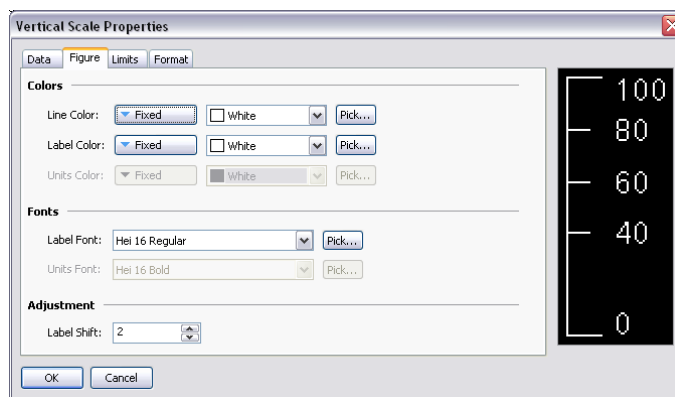 Vertical Scale Properties
Data Figure Limits Format
Colors
Line Color: Fixed White Pick...
Label Color: Fixed White Pick...
Units Color: Fixed White Pick...
Fonts
Label Font: Hei 16 Regular Pick...
Units Font: Hei 16 Bold Pick...
Adjustment
Label Shift: 2
OK Cancel
100
80
60
40
0